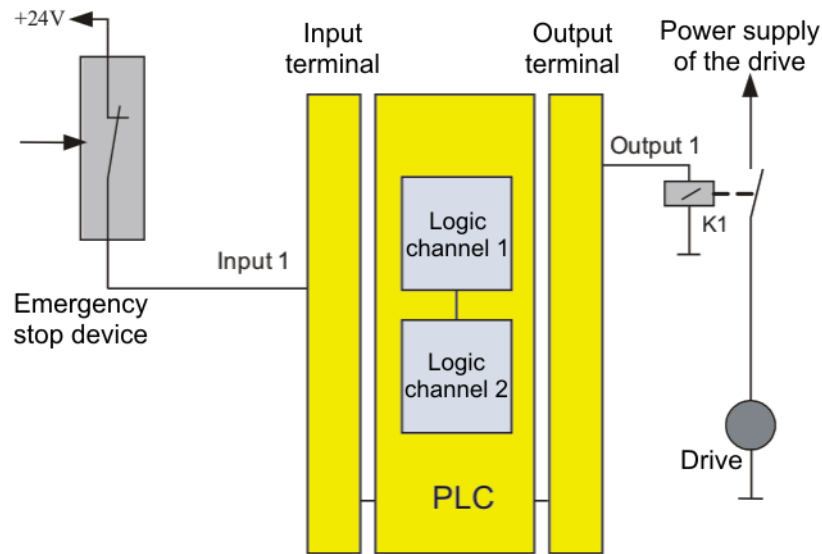 +24V
Input
terminal
Output
terminal
Power supply
of the drive
Output 1
K1
Logic
channel 1
Input 1
Emergency
stop device
Logic
channel 2
Drive
PLC